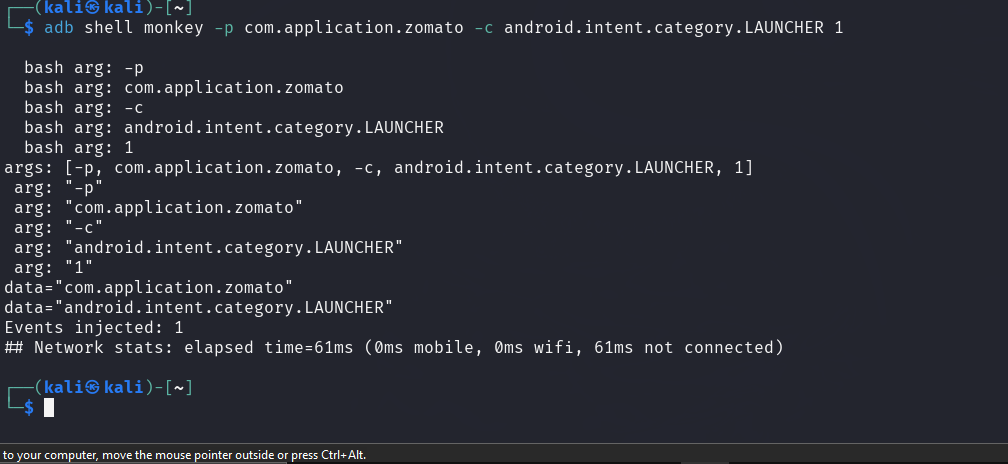 ┌──(kali㉿kali)-[~]
└─$ adb shell monkey -p com.application.zomato -c android.intent.category.LAUNCHER 1
bash arg: -p
bash arg: com.application.zomato
bash arg: -c
bash arg: android.intent.category.LAUNCHER
bash arg: 1
args: [-p, com.application.zomato, -c, android.intent.category.LAUNCHER, 1]
arg: "-p"
arg: "com.application.zomato"
arg: "-c"
arg: "android.intent.category.LAUNCHER"
arg: "1"
data="com.application.zomato"
data="android.intent.category.LAUNCHER"
Events injected: 1
## Network stats: elapsed time=61ms (0ms mobile, 0ms wifi, 61ms not connected)
┌──(kali㉿kali)-[~]
└─$
to your computer, move the mouse pointer outside or press Ctrl+Alt.